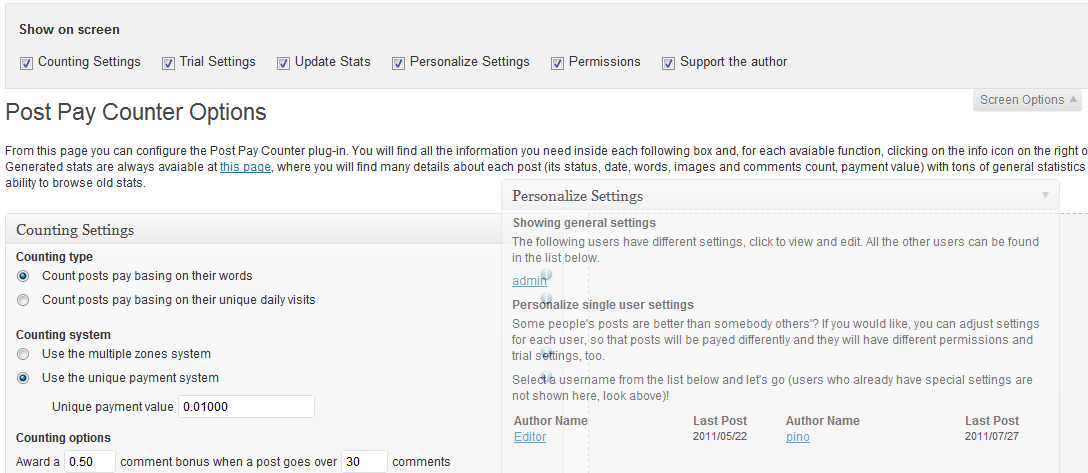 Show on screen
Counting Settings Trial Settings Update Stats Personalize Settings Permissions Support the author
Screen Options
Post Pay Counter Options
From this page you can configure the Post Pay Counter plug-in. You will find all the information you need inside each following box and, for each avaiable function, clicking on the info icon on the right o
Generated stats are always avaiable at this page, where you will find many details about each post (its status, date, words, images and comments count, payment value) with tons of general statistics
ability to browse old stats.
Counting Settings
Counting type
Count posts pay basing on their words
Count posts pay basing on their unique daily visits
Counting system
Use the multiple zones system
Use the unique payment system
Unique payment value 0.01000
Counting options
Award a 0.50 comment bonus when a post goes over 30 comments
Personalize Settings
Showing general settings
The following users have different settings, click to view and edit. All the other users can be found
in the list below.
admin
Personalize single user settings
Some people's posts are better than somebody others'? If you would like, you can adjust settings
for each user, so that posts will be payed differently and they will have different permissions and
trial settings, too.
Select a username from the list below and let's go (users who already have special settings are
not shown here, look above)!
Author Name Last Post Author Name Last Post
Editor 2011/05/22 pino 2011/07/27